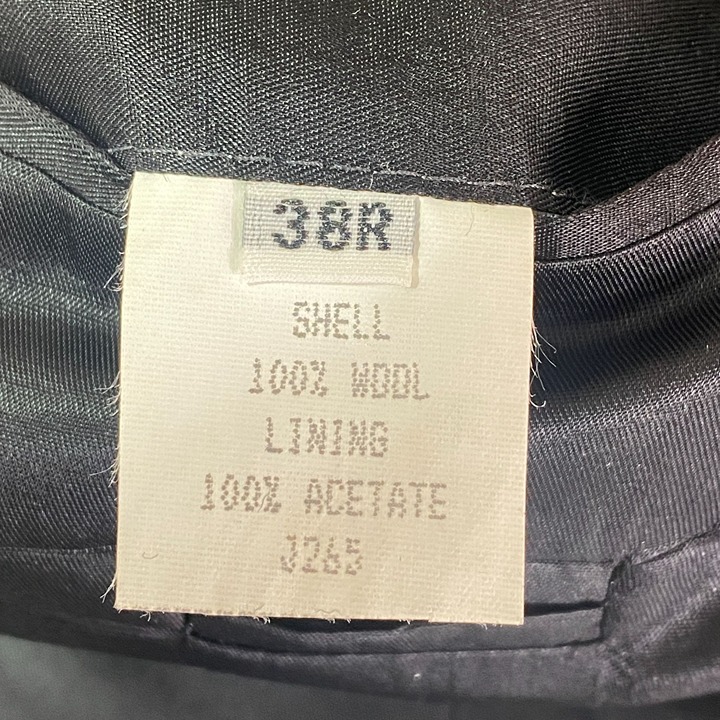 38R
SHELL
100% WOOL
LINING
100% ACETATE
J265